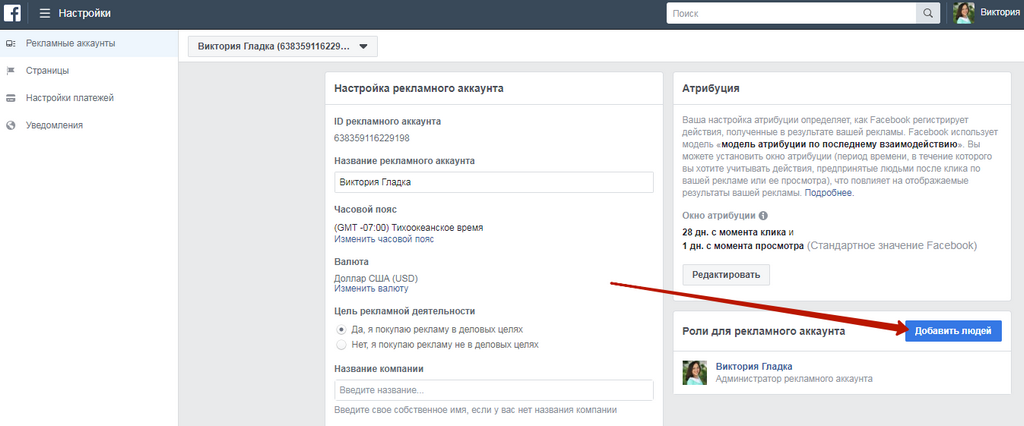 f
Настройки
Поиск
Виктория
Рекламные аккаунты
Страницы
Настройки платежей
Уведомления
Виктория Гладка (638359116229...
Настройка рекламного аккаунта
ID рекламного аккаунта
638359116229198
Название рекламного аккаунта
Виктория Гладка
Часовой пояс
(GMT -07:00) Тихоокеанское время
Изменить часовой пояс
Валюта
Доллар США (USD)
Изменить валюту
Цель рекламной деятельности
Да, я покупаю рекламу в деловых целях
Нет, я покупаю рекламу не в деловых целях
Название компании
Введите название...
Введите свое собственное имя, если у вас нет названия компании
Атрибуция
Ваша настройка атрибуции определяет, как Facebook регистрирует
действия, полученные в результате вашей рекламы. Facebook использует
модель «модель атрибуции по последнему взаимодействию». Вы
можете установить окно атрибуции (период времени, в течение которого
вы хотите учитывать действия, предпринятые людьми после клика по
вашей рекламе или ее просмотра), что повлияет на отображаемые
результаты вашей рекламы. Подробнее.
Окно атрибуции
28 дн. с момента клика и
1 дн. с момента просмотра (Стандартное значение Facebook)
Редактировать
Роли для рекламного аккаунта
Добавить людей
Виктория Гладка
Администратор рекламного аккаунта